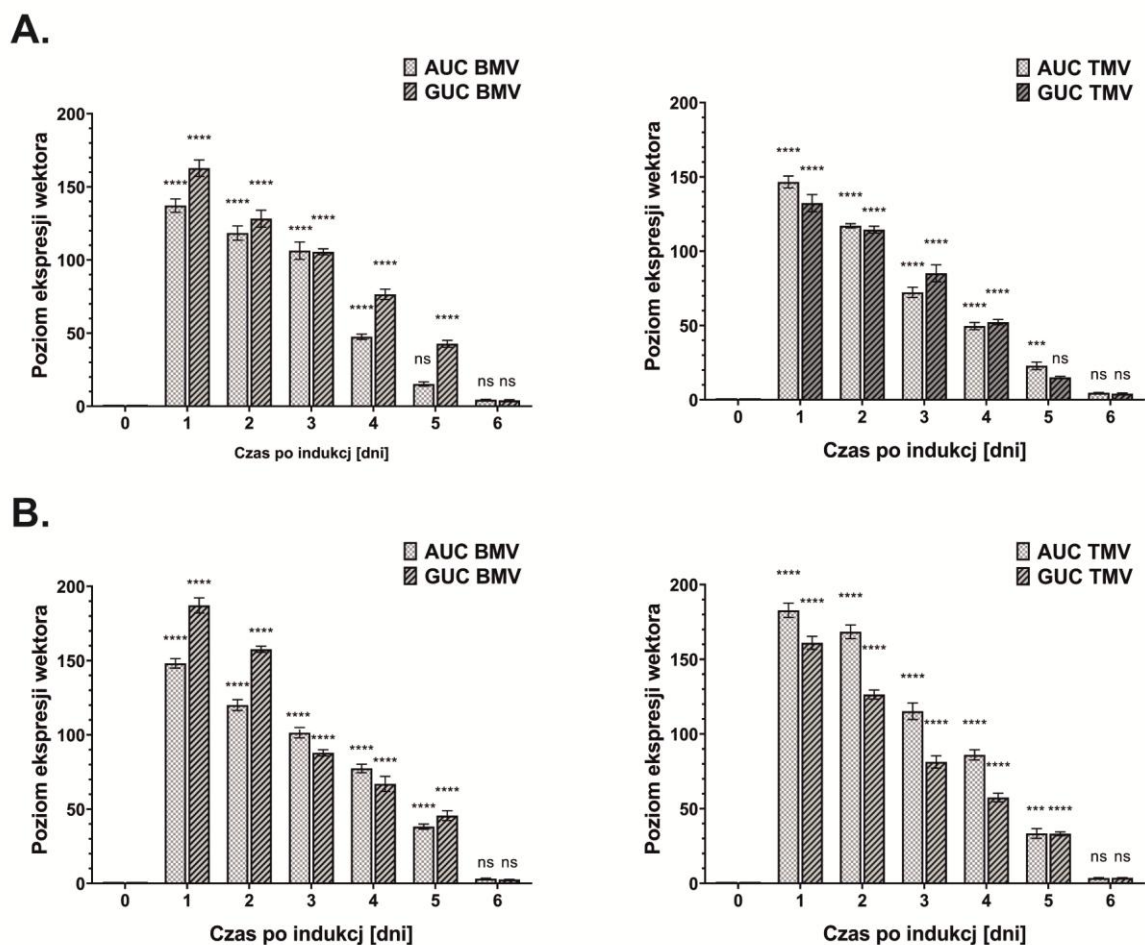 A.
AUC BMV
GUC BMV
Poziom ekspresji wektora
200
150
100
50
0
**** ****
**** ****
**** ****
**** ****
ns ****
ns ns
0 1 2 3 4 5 6
Czas po indukcj [dni]
AUC TMV
GUC TMV
Poziom ekspresji wektora
200
150
100
50
0
**** ****
**** ****
**** ****
**** ****
*** ns
ns ns
0 1 2 3 4 5 6
Czas po indukcj [dni]
B.
AUC BMV
GUC BMV
Poziom ekspresji wektora
200
150
100
50
0
**** ****
**** ****
**** ****
**** ****
**** ****
ns ns
0 1 2 3 4 5 6
Czas po indukcj [dni]
AUC TMV
GUC TMV
Poziom ekspresji wektora
200
150
100
50
0
**** ****
**** ****
**** ****
**** ****
*** ****
ns ns
0 1 2 3 4 5 6
Czas po indukcj [dni]